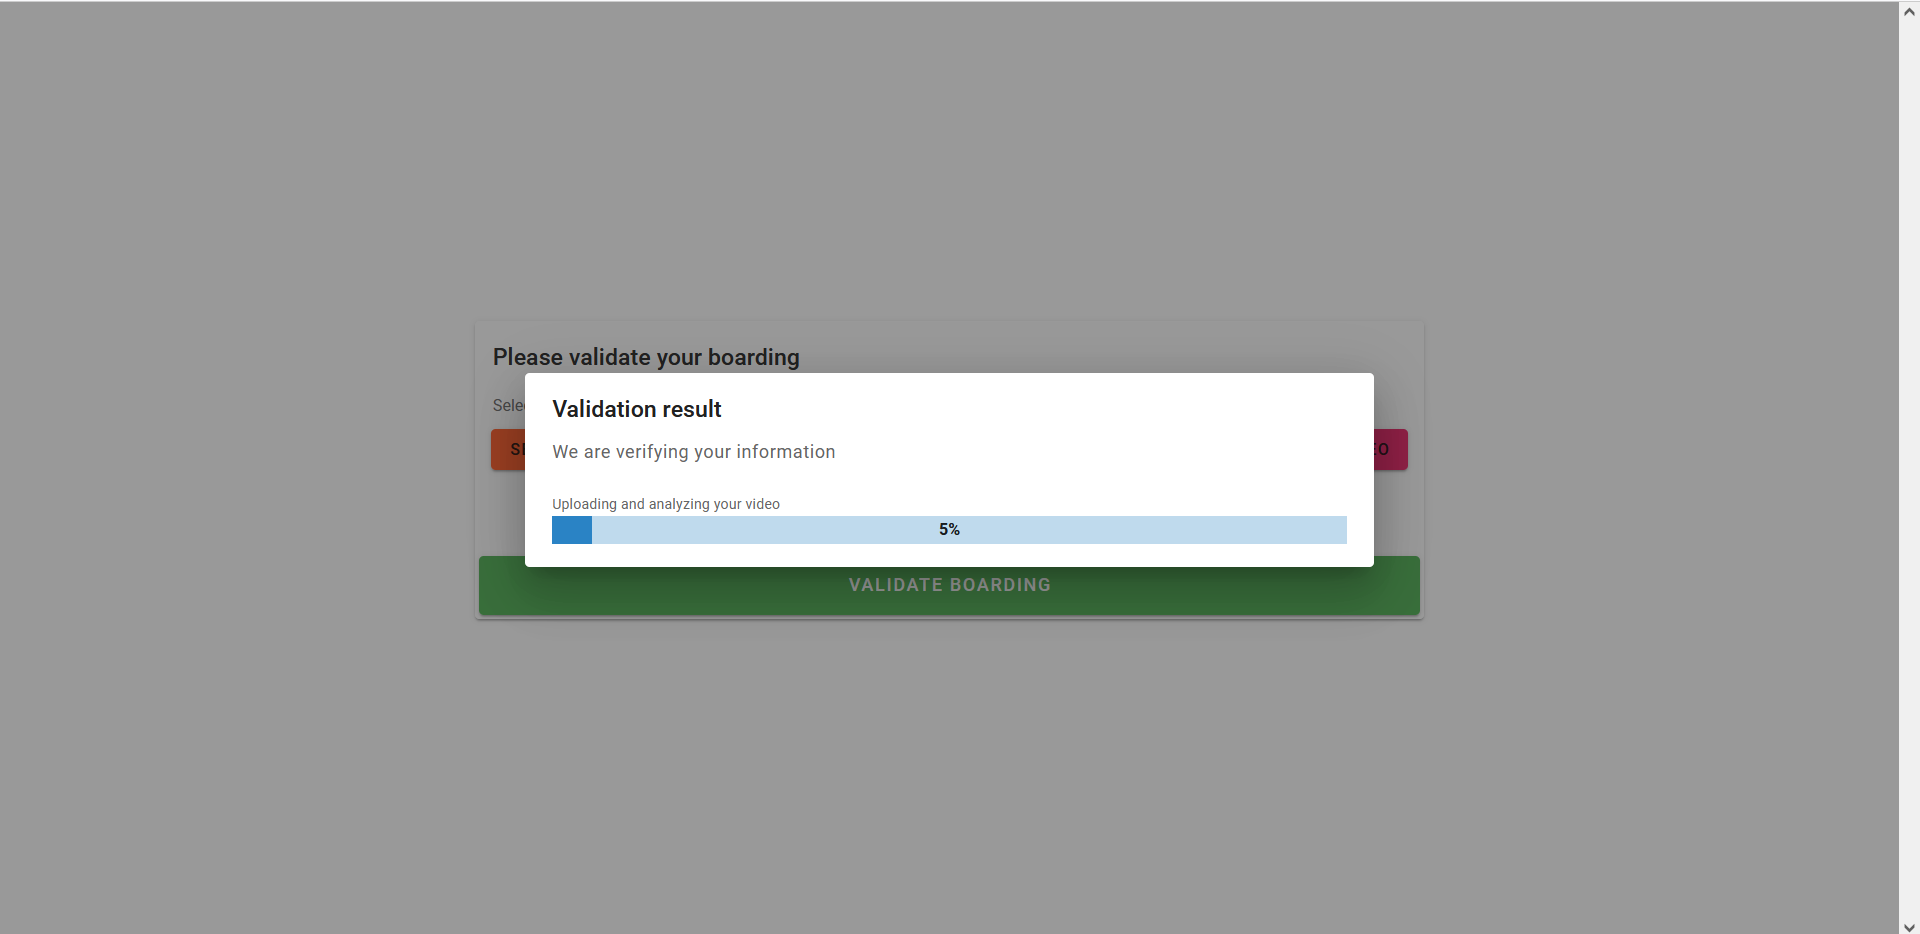 Please validate your boarding
Validation result
We are verifying your information
Uploading and analyzing your video
5%
VALIDATE BOARDING